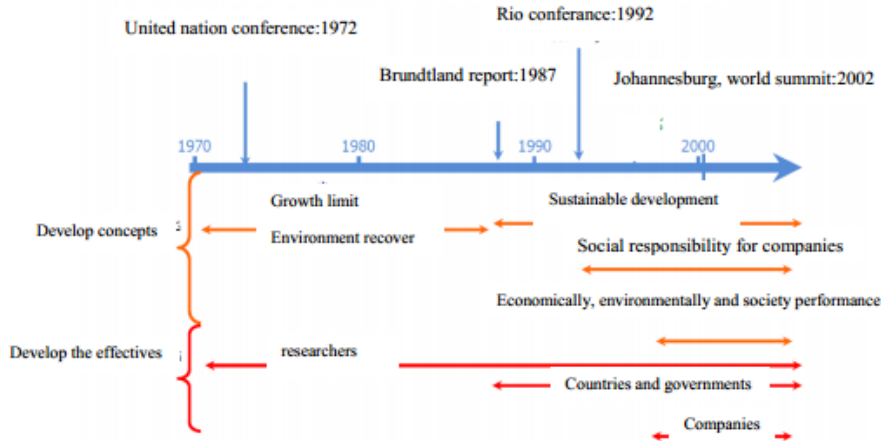 Rio conferance:1992
United nation conference:1972
Brundtland report:1987
Johannesburg, world summit:2002
1970 1980 1990 2000
Growth limit
Sustainable development
Develop concepts
Environment recover
Social responsibility for companies
Economically, environmentally and society performance
Develop the effectives
researchers
Countries and governments
Companies